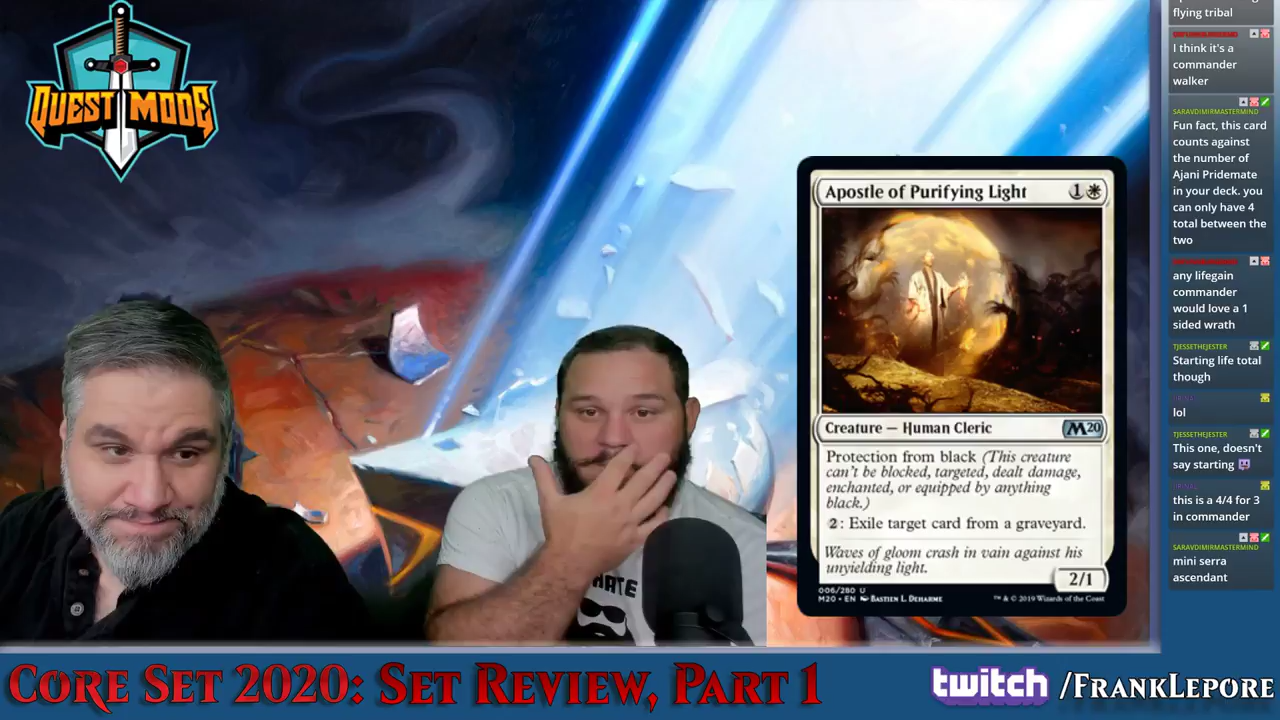 QUEST MODE
Apostle of Purifying Light 1
Creature — Human Cleric
M20
Protection from black (This creature
can't be blocked, targeted, dealt damage,
enchanted, or equipped by anything
black.)
2: Exile target card from a graveyard.
Waves of gloom crash in vain against his
unyielding light.
2/1
006/280 U
M20 • EN Bastien L. Deharme
™ & © 2019 Wizards of the Coast
flying tribal
I think it's a
commander
walker
SARAVDIMIRMASTERMIND
Fun fact, this card
counts against
the number of
Ajani Pridemate
in your deck. you
can only have 4
total between the
two
any lifegain
commander
would love a 1
sided wrath
TJESSETHEJESTER
Starting life total
though
lol
TJESSETHEJESTER
This one, doesn't
say starting
this is a 4/4 for 3
in commander
SARAVDIMIRMASTERMIND
mini serra
ascendant
Core Set 2020: Set Review, Part 1
twitch /FrankLepore